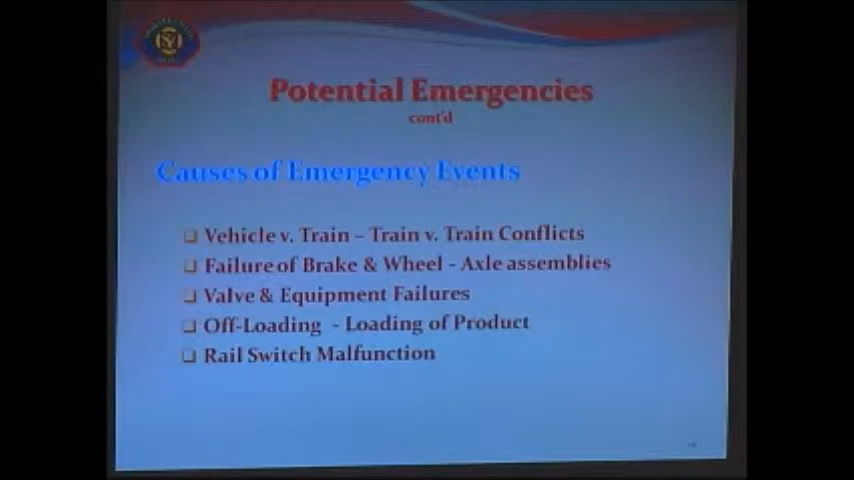 Potential Emergencies
cont'd
Causes of Emergency Events
Vehicle v. Train – Train v. Train Conflicts
Failure of Brake & Wheel - Axle assemblies
Valve & Equipment Failures
Off-Loading - Loading of Product
Rail Switch Malfunction